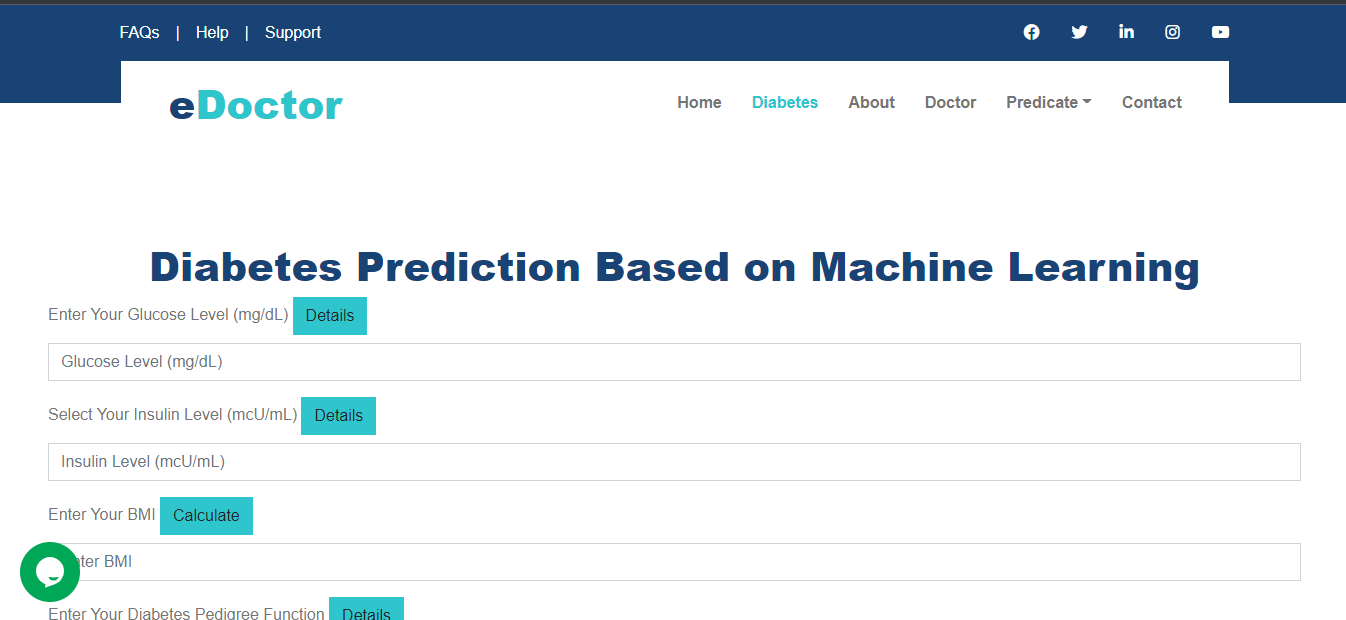 FAQs | Help | Support
eDoctor
Home Diabetes About Doctor Predicate Contact
Diabetes Prediction Based on Machine Learning
Enter Your Glucose Level (mg/dL) Details
Glucose Level (mg/dL)
Select Your Insulin Level (mcU/mL) Details
Insulin Level (mcU/mL)
Enter Your BMI Calculate
nter BMI
Enter Your Diabetes Pedigree Function Details